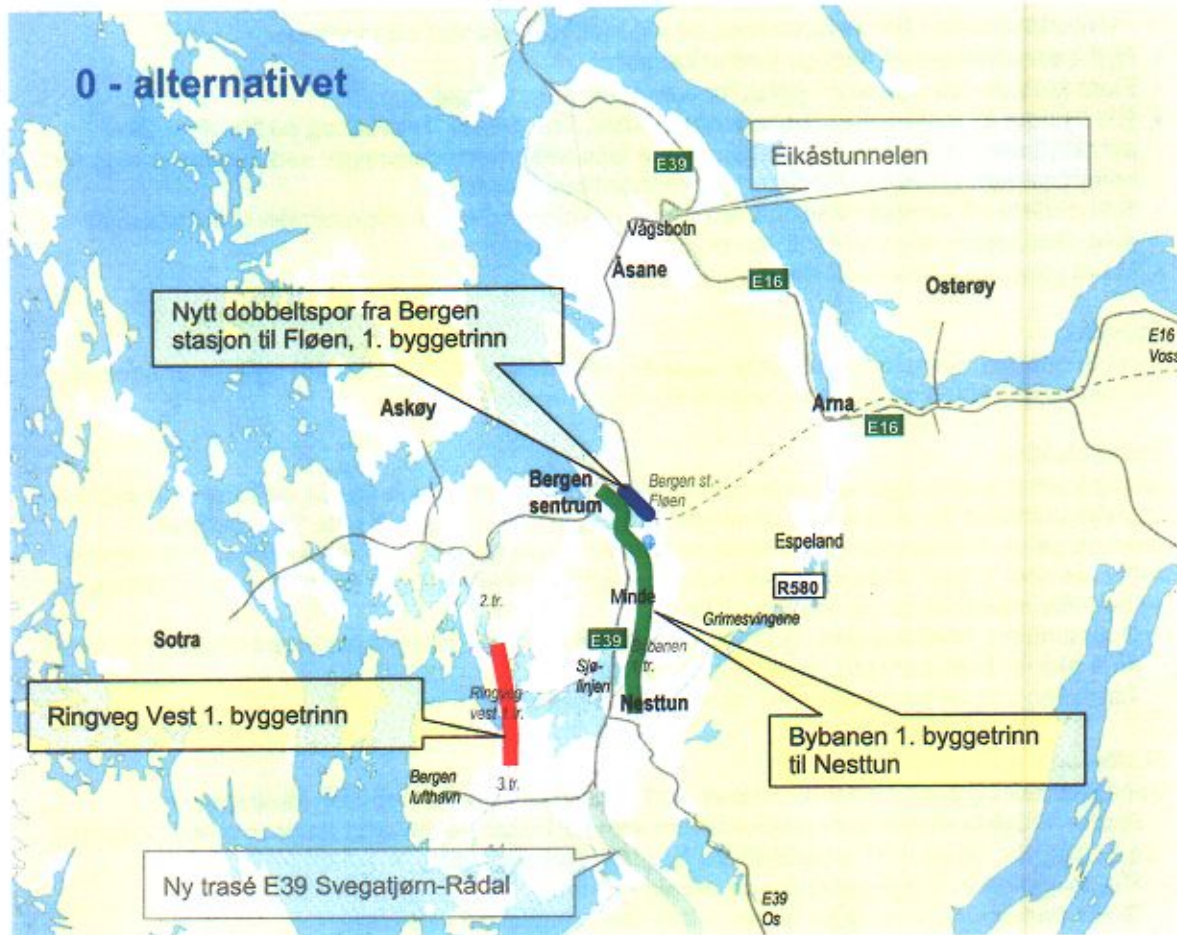 0 - alternativet
E39
Eikåstunnelen
Vågsbotn
Åsane
E16
Osterøy
Nytt dobbeltspor fra Bergen
stasjon til Fløen, 1. byggetrinn
E16
Voss
Askøy
Arna
E16
Bergen
sentrum
Bergen st.-
Fløen
Espeland
R580
2.tr.
Minde
Grimesvingene
Sotra
E39
Bybanen
1.tr.
Sjø-
linjen
Ringveg
vest 1.tr.
Nesttun
Ringveg Vest 1. byggetrinn
Bybanen 1. byggetrinn
til Nesttun
Bergen
lufthavn
3.tr.
Ny trasé E39 Svegatjørn-Rådal
E39
Os